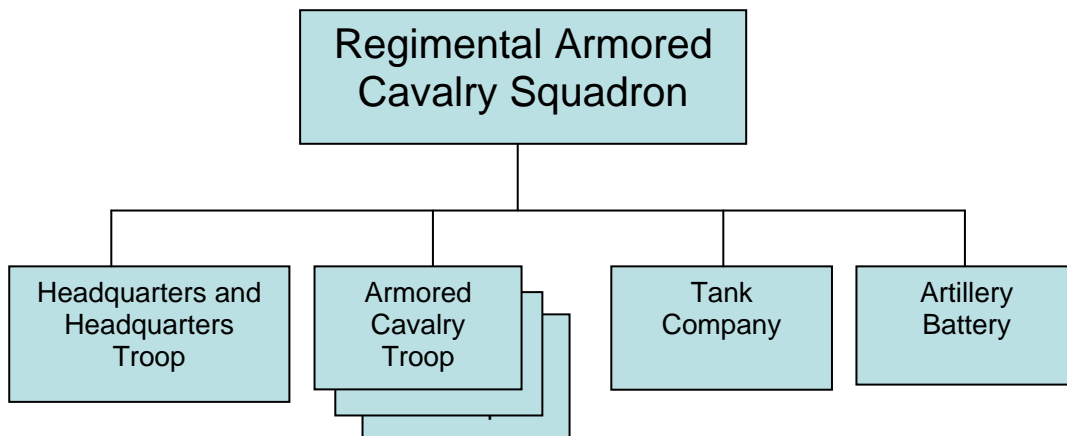 Regimental Armored
Cavalry Squadron
Headquarters and
Headquarters
Troop
Armored
Cavalry
Troop
Tank
Company
Artillery
Battery